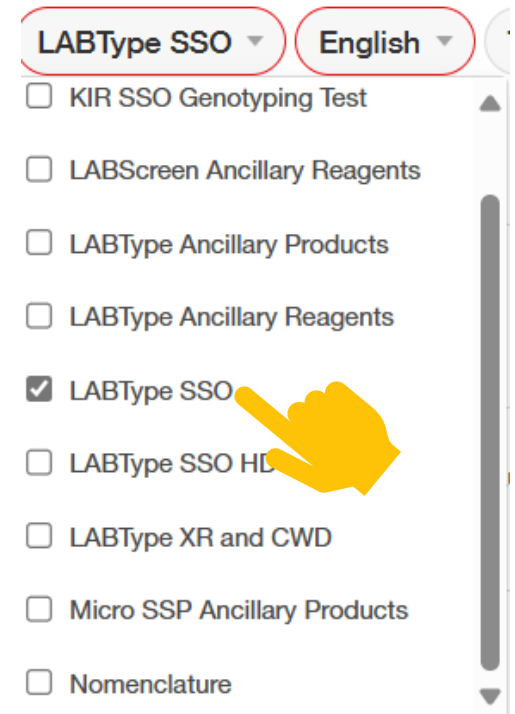 LABType SSO English
KIR SSO Genotyping Test
LABScreen Ancillary Reagents
LABType Ancillary Products
LABType Ancillary Reagents
LABType SSO
LABType SSO HD
LABType XR and CWD
Micro SSP Ancillary Products
Nomenclature